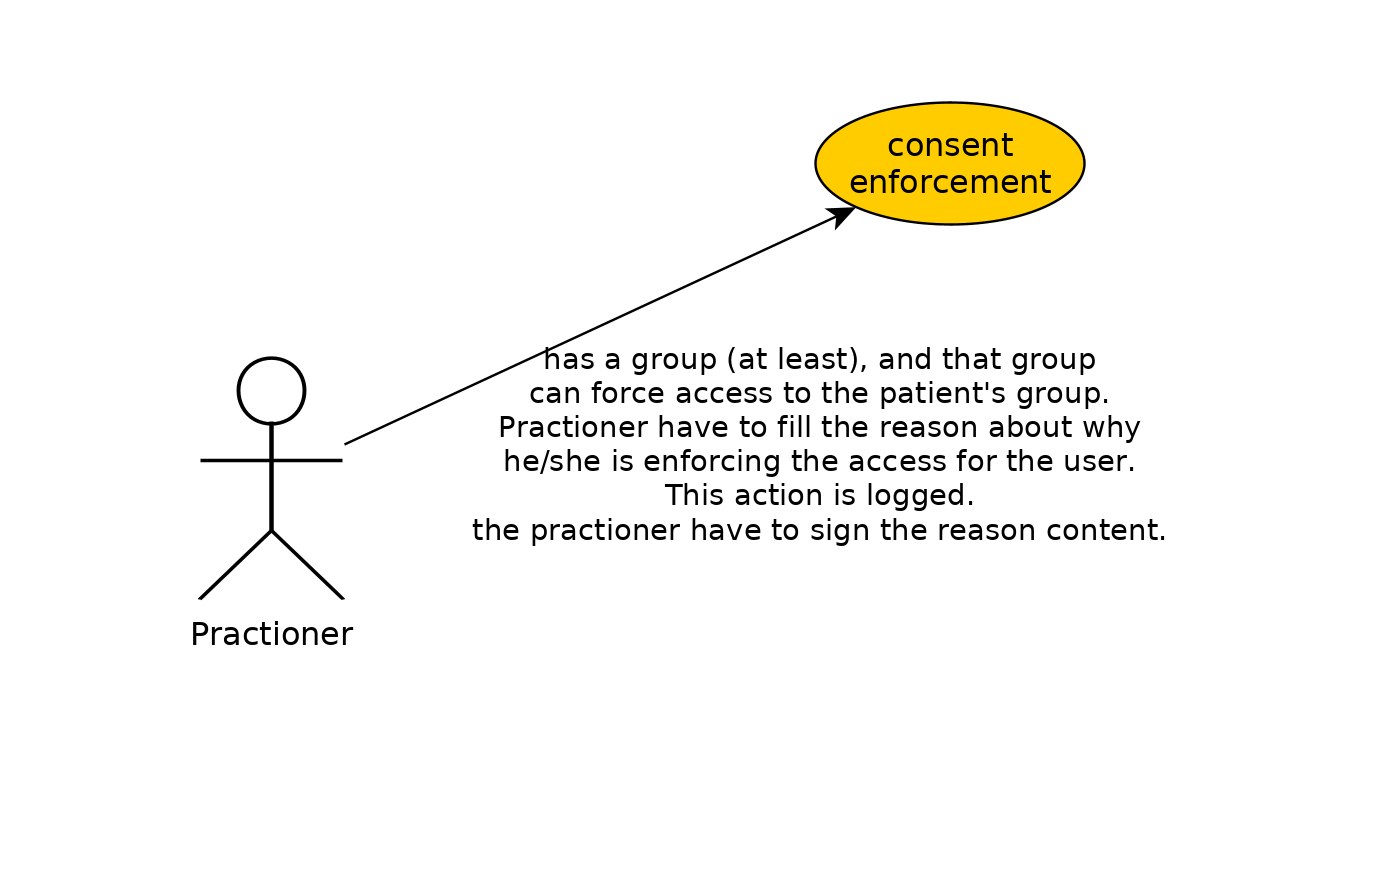 consent
enforcement
has a group (at least), and that group
can force access to the patient's group.
Practioner have to fill the reason about why
he/she is enforcing the access for the user.
This action is logged.
the practioner have to sign the reason content.
Practioner